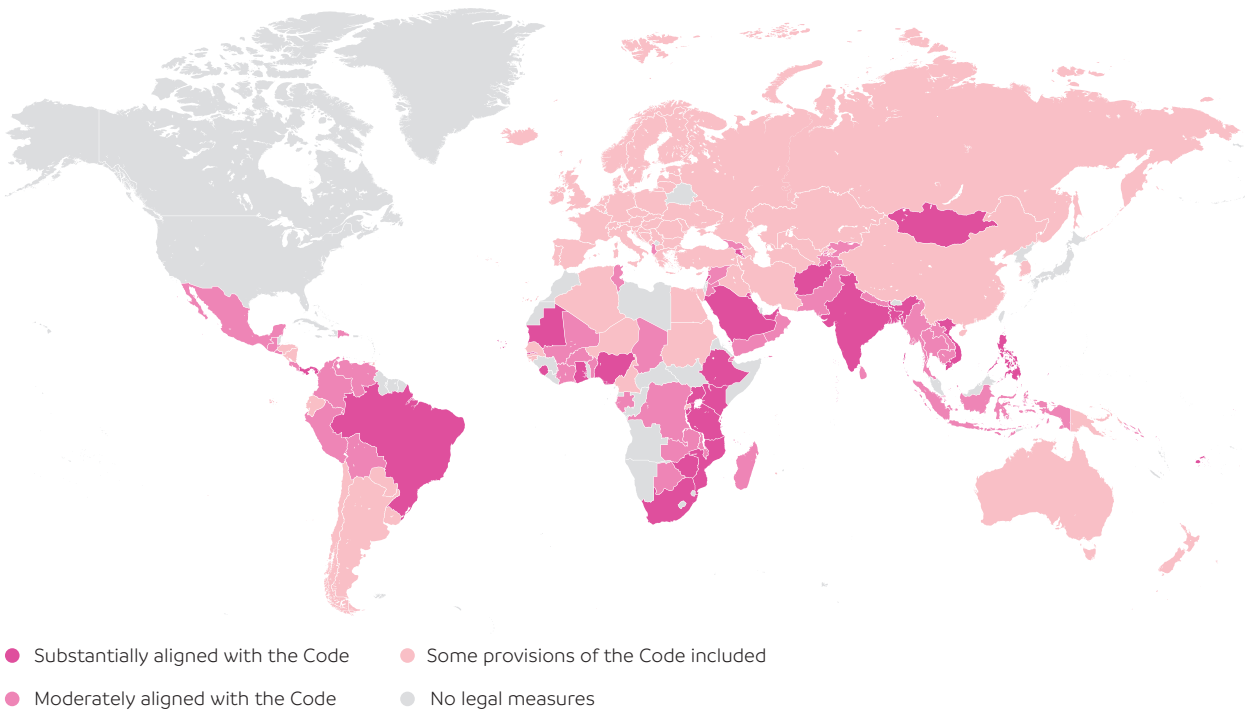 Substantially aligned with the Code
Some provisions of the Code included
Moderately aligned with the Code
No legal measures